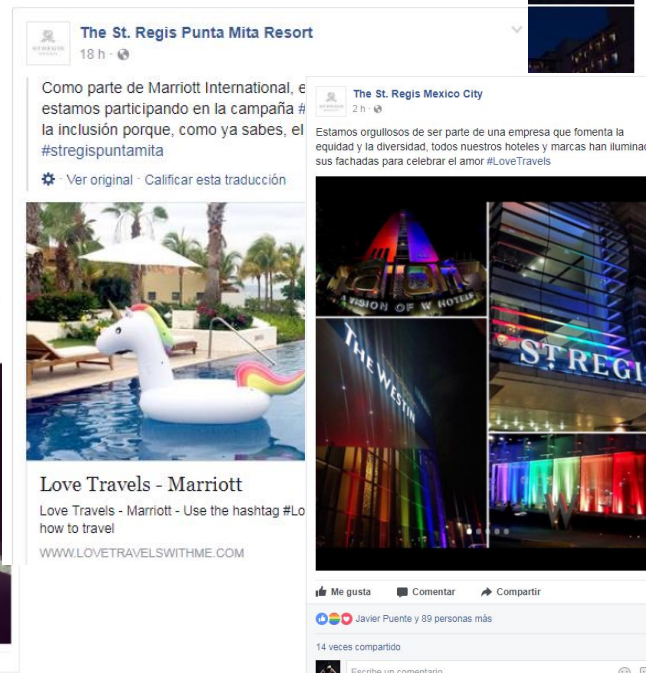 The St. Regis Punta Mita Resort
18 h ·
Como parte de Marriott International, e
estamos participando en la campaña #
la inclusión porque, como ya sabes, el
#stregispuntamita
Ver original · Calificar esta traducción
Love Travels - Marriott
Love Travels - Marriott - Use the hashtag #Lo
how to travel
WWW.LOVETRAVELSWITHME.COM
The St. Regis Mexico City
2 h ·
Estamos orgullosos de ser parte de una empresa que fomenta la
equidad y la diversidad, todos nuestros hoteles y marcas han iluminad
sus fachadas para celebrar el amor #LoveTravels
A VISION OF W HOTELS
THE WESTIN
ST REGI
W
Me gusta Comentar Compartir
Javier Puente y 89 personas más
14 veces compartido
Escribe un comentario